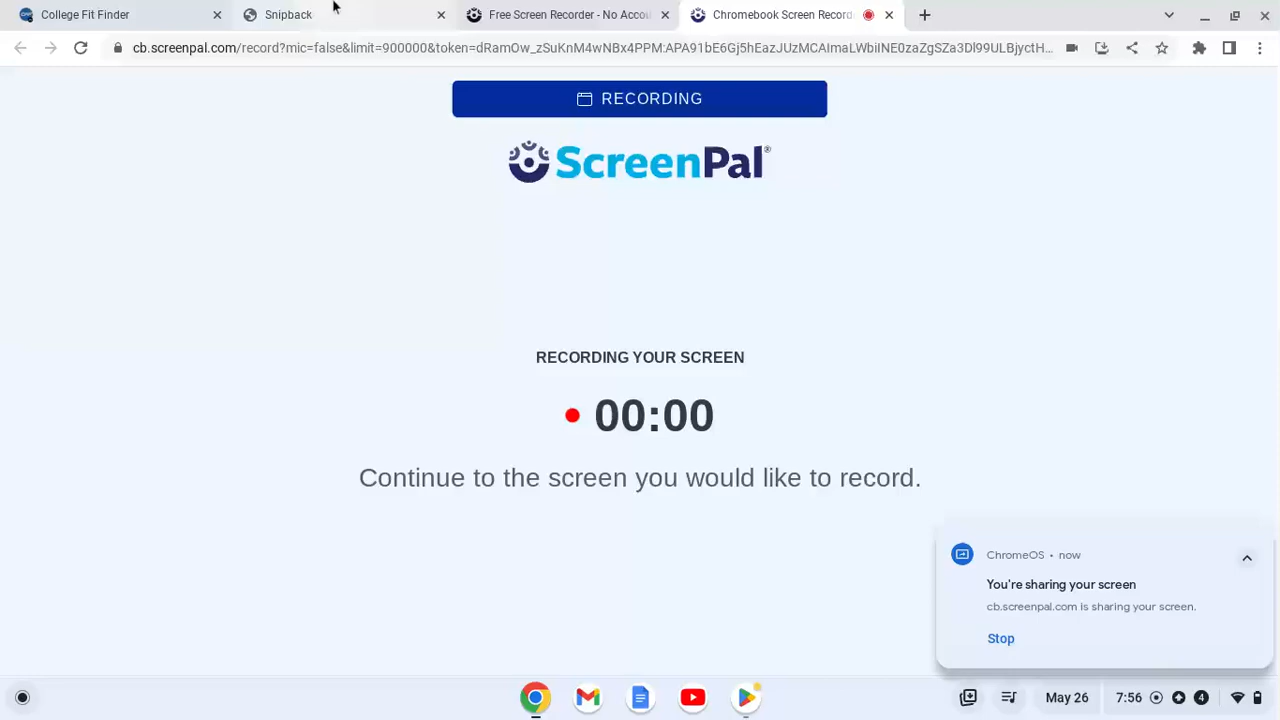 College Fit Finder
Snipback
Free Screen Recorder - No Accou
Chromebook Screen Record
cb.screenpal.com/record?mic=false&limit=900000&token=dRamOw_zSuKnM4wNBx4PPM:APA91bE6Gj5hEazJUzMCAImaLWbiINE0zaZgSZa3Dl99ULBjyctH...
RECORDING
ScreenPal®
RECORDING YOUR SCREEN
00:00
Continue to the screen you would like to record.
ChromeOS • now
You're sharing your screen
cb.screenpal.com is sharing your screen.
Stop
May 26
7:56
4